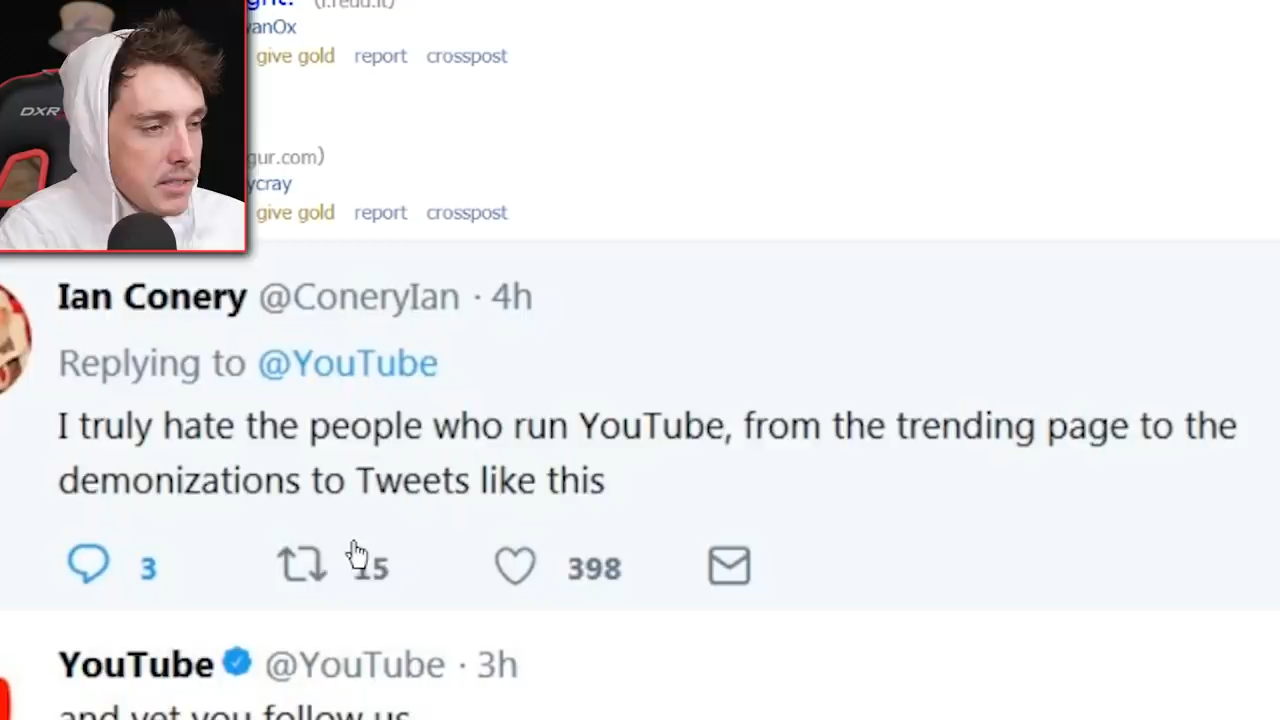 (i.redd.it)
anOx
give gold report crosspost
DXR
gur.com)
ycray
give gold report crosspost
Ian Conery @ConeryIan · 4h
Replying to @YouTube
I truly hate the people who run YouTube, from the trending page to the
demonizations to Tweets like this
3 15 398
YouTube @YouTube · 3h
and yet you follow us